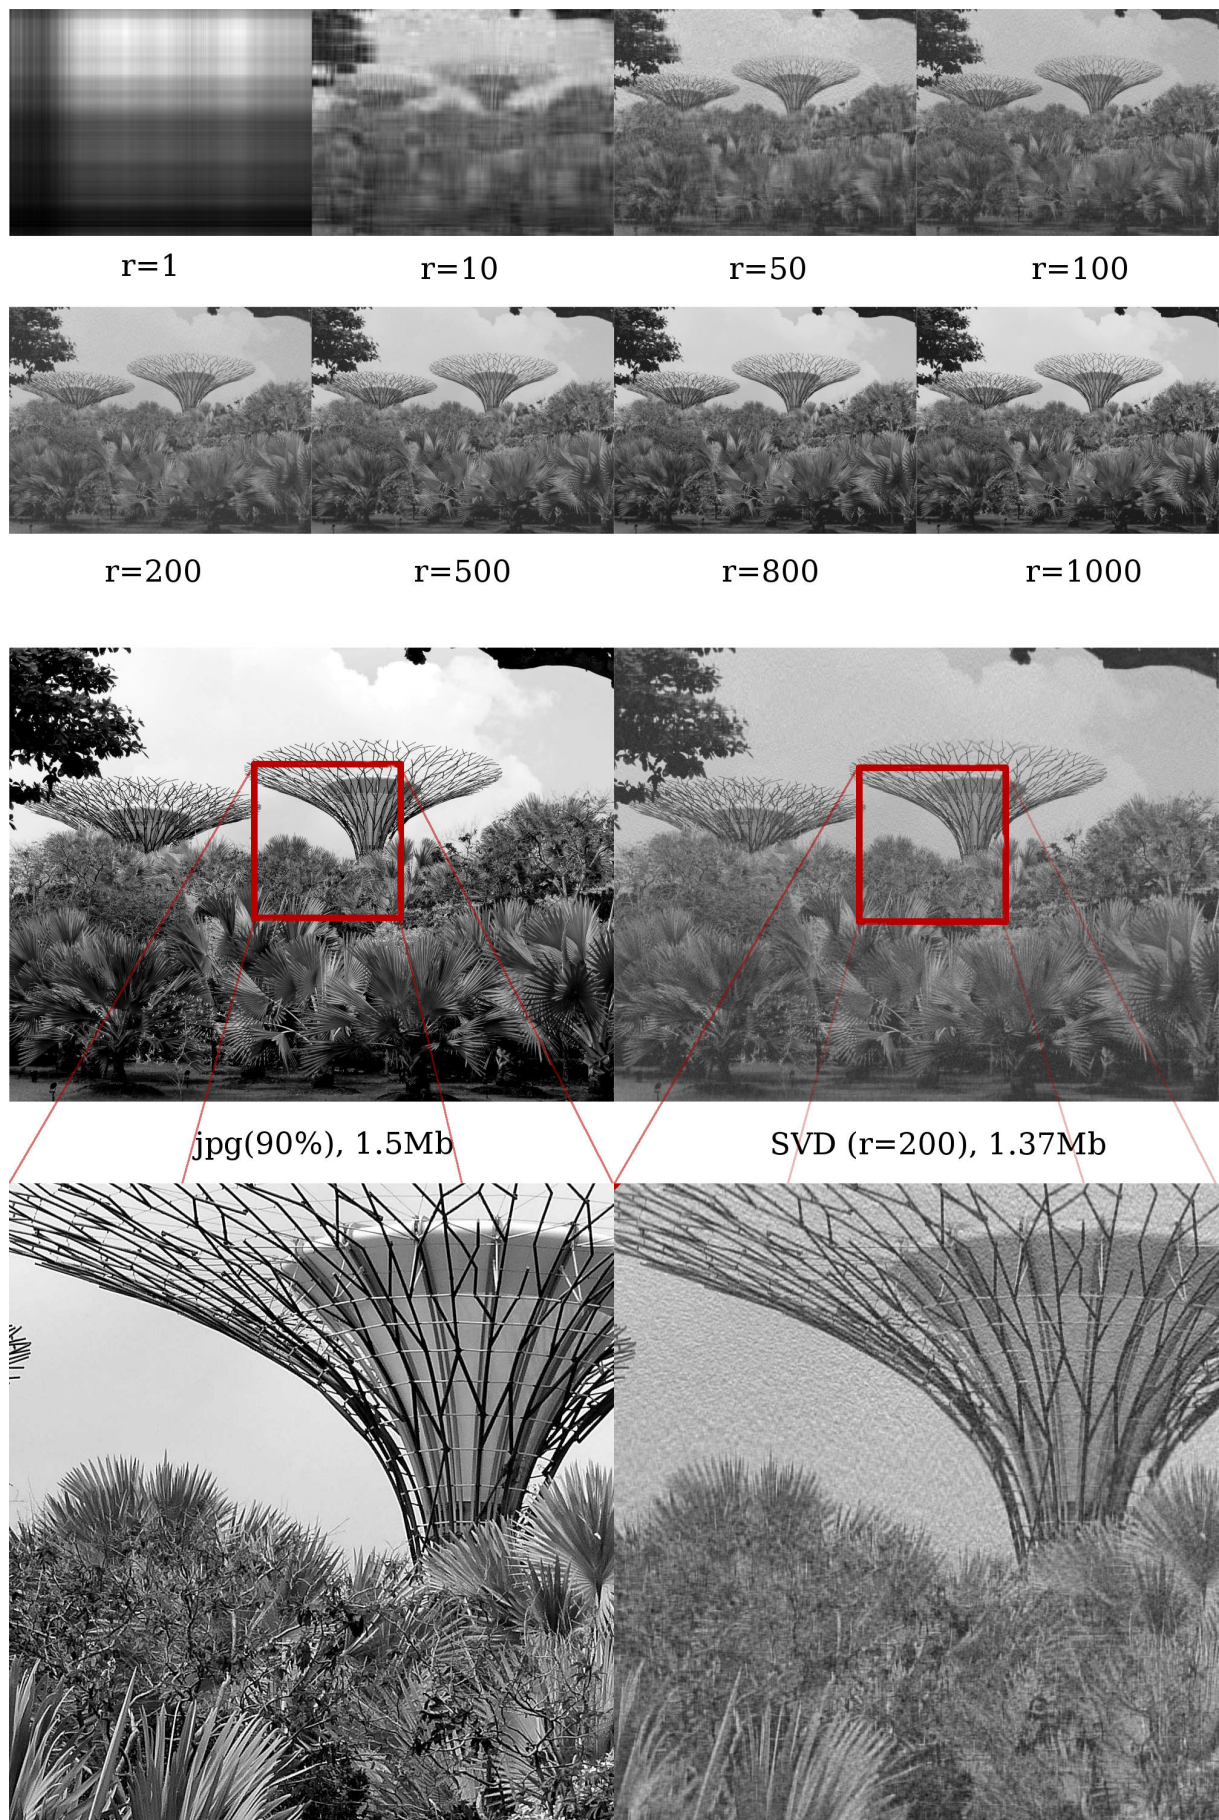 r=1
r=10
r=50
r=100
r=200
r=500
r=800
r=1000
jpg(90%), 1.5Mb
SVD (r=200), 1.37Mb